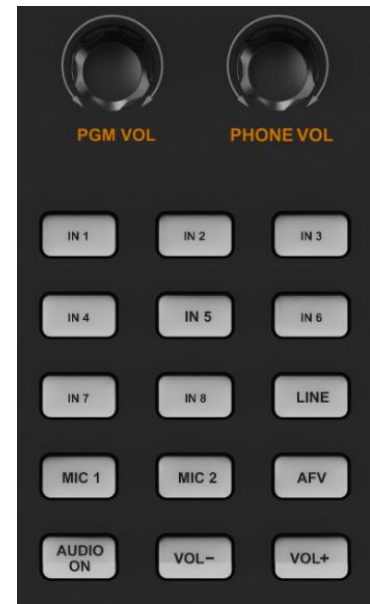 PGM VOL PHONE VOL
IN 1 IN 2 IN 3
IN 4 IN 5 IN 6
IN 7 IN 8 LINE
MIC 1 MIC 2 AFV
AUDIO
ON VOL− VOL+